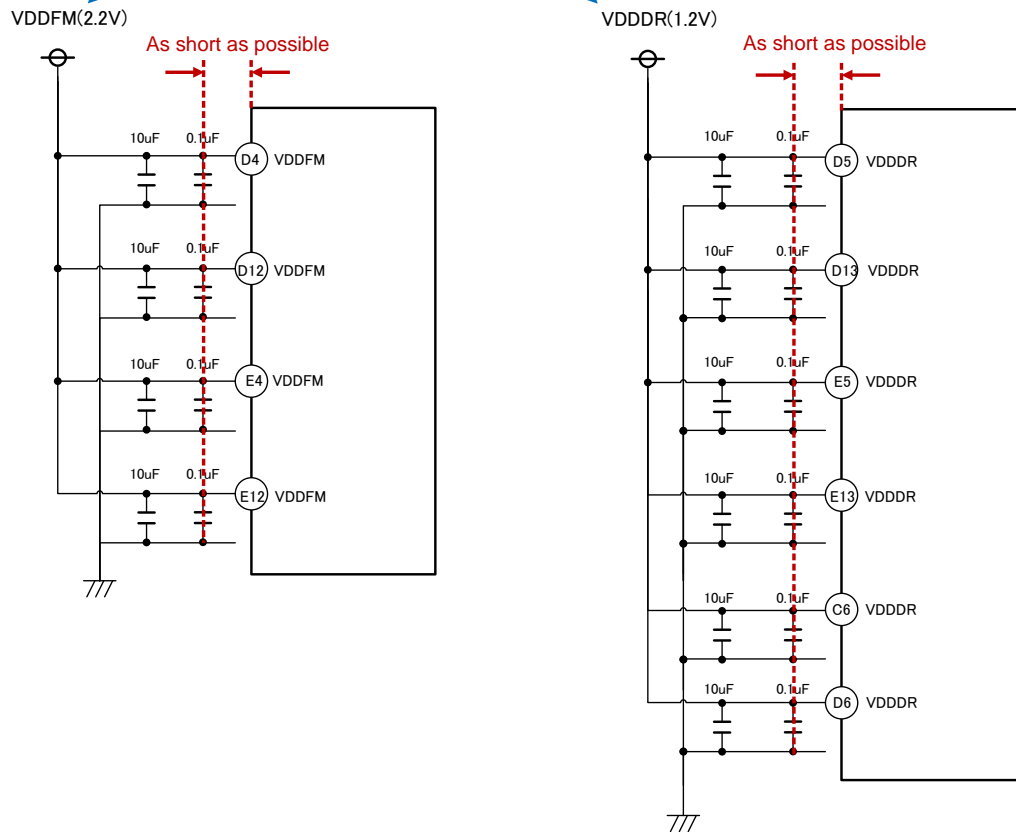 VDDFM(2.2V)
As short as possible
10uF 0.1uF
D4 VDDFM
10uF 0.1uF
D12 VDDFM
10uF 0.1uF
E4 VDDFM
10uF 0.1uF
E12 VDDFM
VDDDR(1.2V)
As short as possible
10uF 0.1uF
D5 VDDDR
10uF 0.1uF
D13 VDDDR
10uF 0.1uF
E5 VDDDR
10uF 0.1uF
E13 VDDDR
10uF 0.1uF
C6 VDDDR
10uF 0.1uF
D6 VDDDR